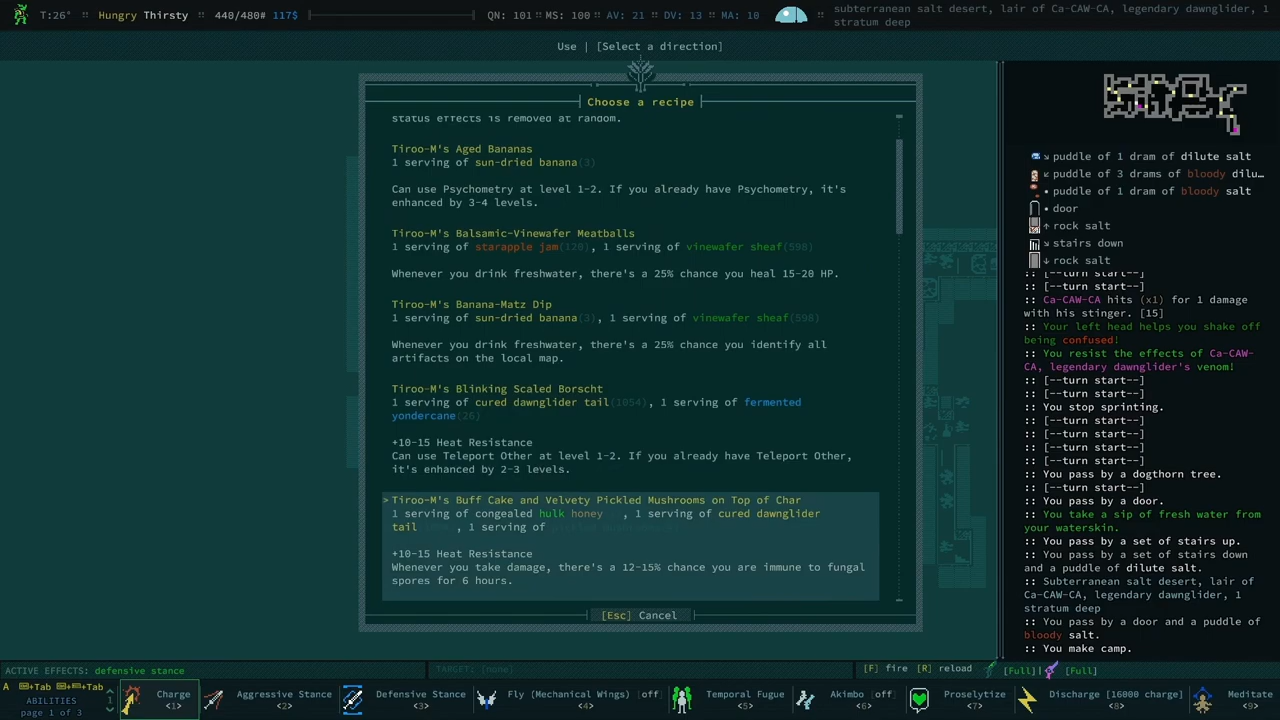 T:26° :: Hungry Thirsty :: 440/480# 117$
QN: 101 :: MS: 100 :: AV: 21 :: DV: 13 :: MA: 10
subterranean salt desert, lair of Ca-CAW-CA, legendary dawnglider, 1
stratum deep
Use | [Select a direction]
Choose a recipe
status effects is removed at random.
Tiroo-M's Aged Bananas
1 serving of sun-dried banana(3)
Can use Psychometry at level 1-2. If you already have Psychometry, it's
enhanced by 3-4 levels.
Tiroo-M's Balsamic-Vinewafer Meatballs
1 serving of starapple jam(120), 1 serving of vinewafer sheaf(598)
Whenever you drink freshwater, there's a 25% chance you heal 15-20 HP.
Tiroo-M's Banana-Matz Dip
1 serving of sun-dried banana(3), 1 serving of vinewafer sheaf(598)
Whenever you drink freshwater, there's a 25% chance you identify all
artifacts on the local map.
Tiroo-M's Blinking Scaled Borscht
1 serving of cured dawnglider tail(1054), 1 serving of fermented
yondercane(26)
+10-15 Heat Resistance
Can use Teleport Other at level 1-2. If you already have Teleport Other,
it's enhanced by 2-3 levels.
> Tiroo-M's Buff Cake and Velvety Pickled Mushrooms on Top of Char
1 serving of congealed hulk honey , 1 serving of cured dawnglider
tail , 1 serving of
+10-15 Heat Resistance
Whenever you take damage, there's a 12-15% chance you are immune to fungal
spores for 6 hours.
[Esc] Cancel
puddle of 1 dram of dilute salt
puddle of 3 drams of bloody dilu…
puddle of 1 dram of bloody salt
door
rock salt
stairs down
rock salt
:: [--turn start--]
:: [--turn start--]
:: Ca-CAW-CA hits (x1) for 1 damage
with his stinger. [15]
:: Your left head helps you shake off
being confused!
:: You resist the effects of Ca-CAW-
CA, legendary dawnglider's venom!
:: [--turn start--]
:: [--turn start--]
:: You stop sprinting.
:: [--turn start--]
:: [--turn start--]
:: [--turn start--]
:: [--turn start--]
:: You pass by a dogthorn tree.
:: [--turn start--]
:: You pass by a door.
:: You take a sip of fresh water from
your waterskin.
:: You pass by a set of stairs up.
:: You pass by a set of stairs down
and a puddle of dilute salt.
:: Subterranean salt desert, lair of
Ca-CAW-CA, legendary dawnglider, 1
stratum deep
:: You pass by a door and a puddle of
bloody salt.
:: You make camp.
ACTIVE EFFECTS: defensive stance
TARGET: [none]
[F] fire [R] reload [Full] | [Full]
ABILITIES
page 1 of 3
Charge <1>
Aggressive Stance <2>
Defensive Stance <3>
Fly (Mechanical Wings) [off] <4>
Temporal Fugue <5>
Akimbo [off] <6>
Proselytize <7>
Discharge [16000 charge] <8>
Meditate <9>